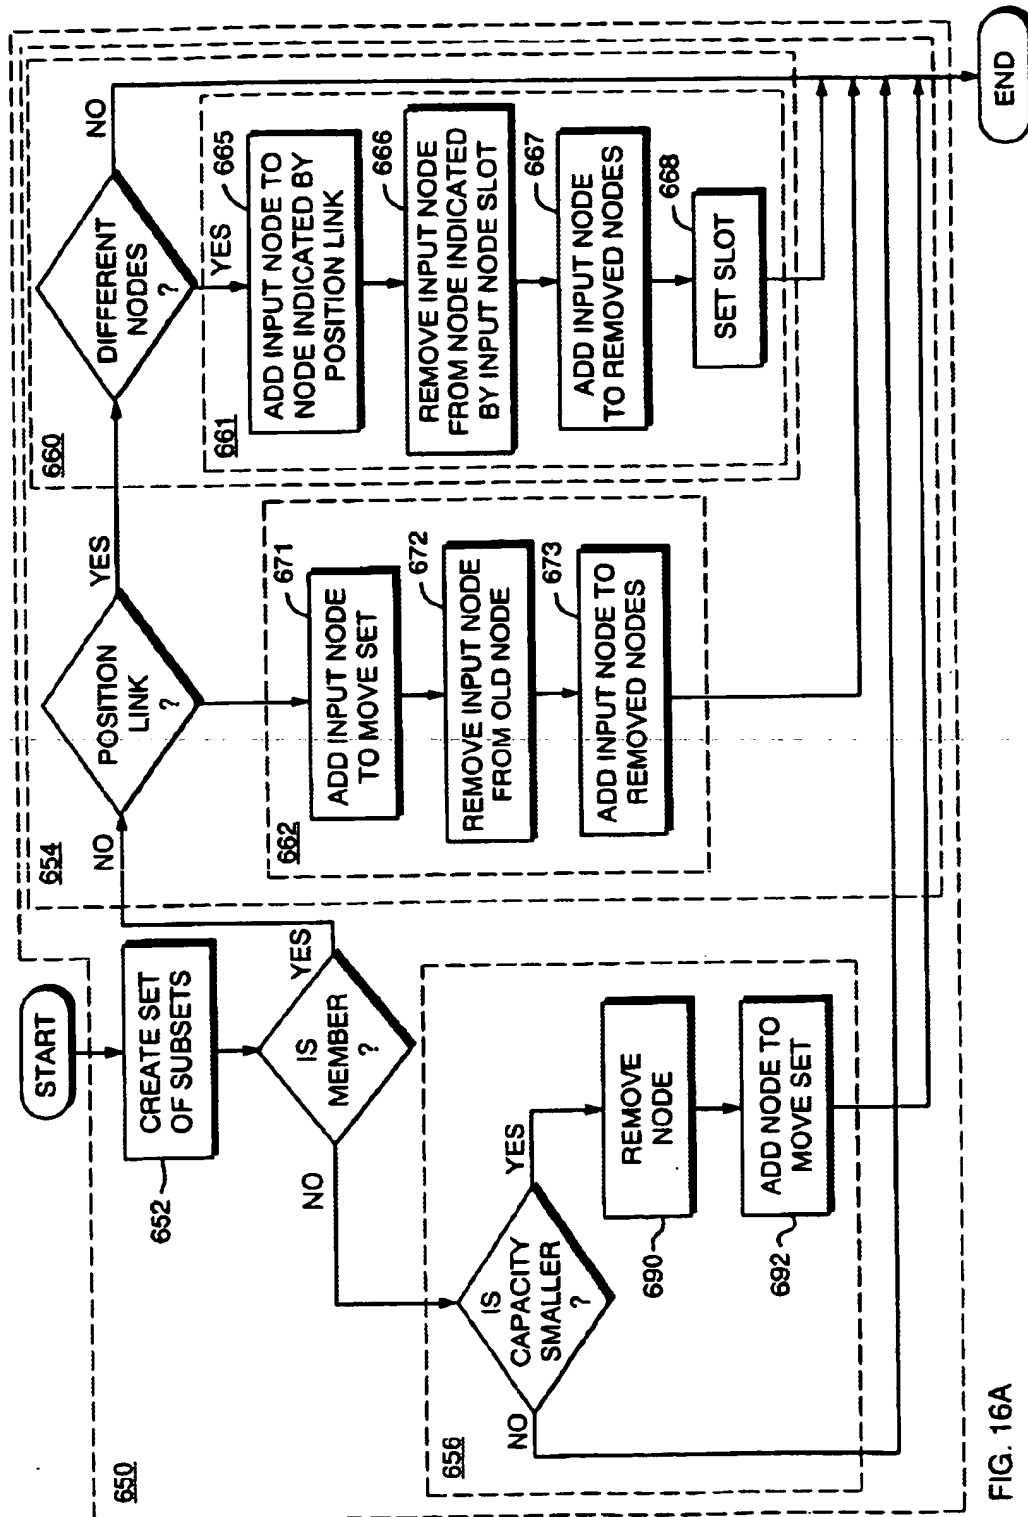 650
START
CREATE SET
OF SUBSETS
652
IS
MEMBER
?
YES
NO
656
IS
CAPACITY
SMALLER
?
NO
YES
REMOVE
NODE
690
ADD NODE TO
MOVE SET
692
654
NO
POSITION
LINK
?
YES
662
ADD INPUT NODE
TO MOVE SET
671
REMOVE INPUT NODE
FROM OLD NODE
672
ADD INPUT NODE TO
REMOVED NODES
673
660
DIFFERENT
NODES
?
NO
YES
661
ADD INPUT NODE TO
NODE INDICATED BY
POSITION LINK
665
REMOVE INPUT NODE
FROM NODE INDICATED
BY INPUT NODE SLOT
666
ADD INPUT NODE
TO REMOVED NODES
667
SET SLOT
668
END
FIG. 16A